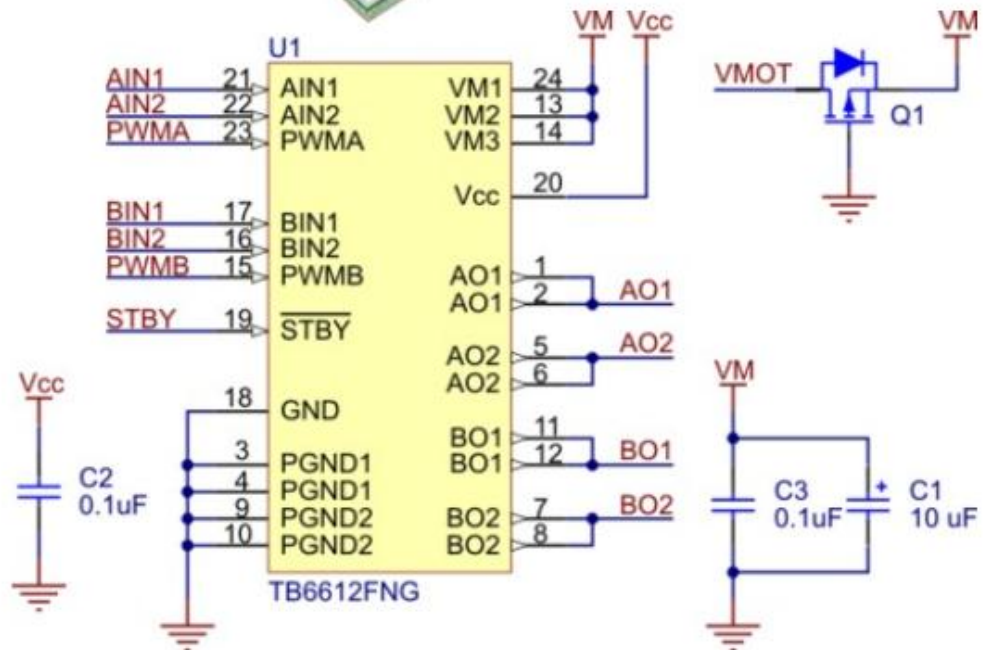 VM Vcc
VM
U1
AIN1 21 AIN1 VM1 24
AIN2 22 AIN2 VM2 13
PWMA 23 PWMA VM3 14
VMOT
Q1
Vcc 20
BIN1 17 BIN1
BIN2 16 BIN2
PWMB 15 PWMB
AO1 1
AO1 2 AO1
STBY 19 STBY
AO2 5 AO2
AO2 6
Vcc
VM
18 GND
BO1 11
3 PGND1 BO1 12 BO1
4 PGND1
9 PGND2 BO2 7 BO2
10 PGND2 BO2 8
C2
0.1uF
C3
0.1uF
+ C1
10 uF
TB6612FNG